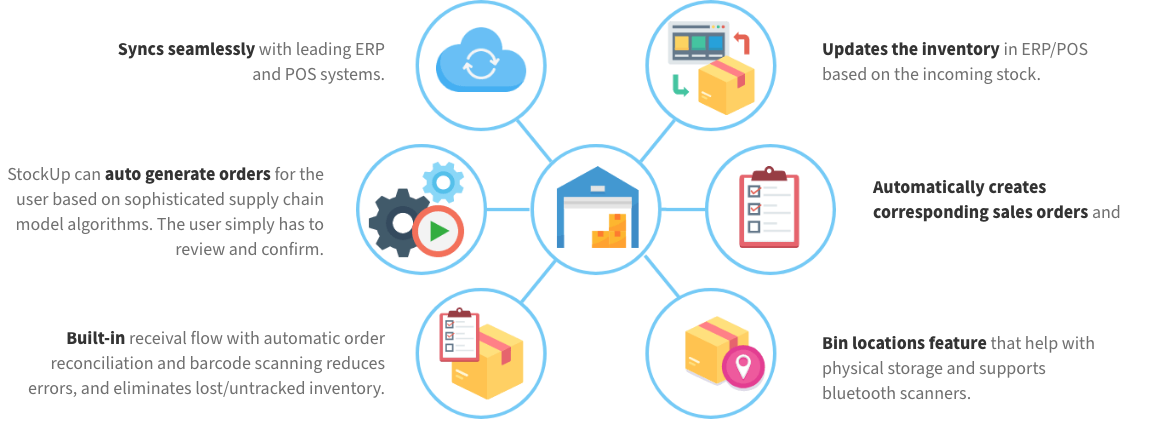 Syncs seamlessly with leading ERP
and POS systems.
Updates the inventory in ERP/POS
based on the incoming stock.
StockUp can auto generate orders for the
user based on sophisticated supply chain
model algorithms. The user simply has to
review and confirm.
Automatically creates
corresponding sales orders and
Built-in receival flow with automatic order
reconciliation and barcode scanning reduces
errors, and eliminates lost/untracked inventory.
Bin locations feature that help with
physical storage and supports
bluetooth scanners.